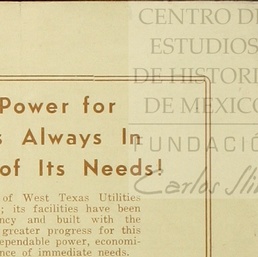 CENTRO DE
ESTUDIOS
DE HISTORI
DE MÉXICO
FUNDACIÓN
Carlos Slim
Power for
s Always In
of Its Needs!
of West Texas Utilities
; its facilities have been
ncy and built with the
greater progress for this
ependable power, economi-
nce of immediate needs.